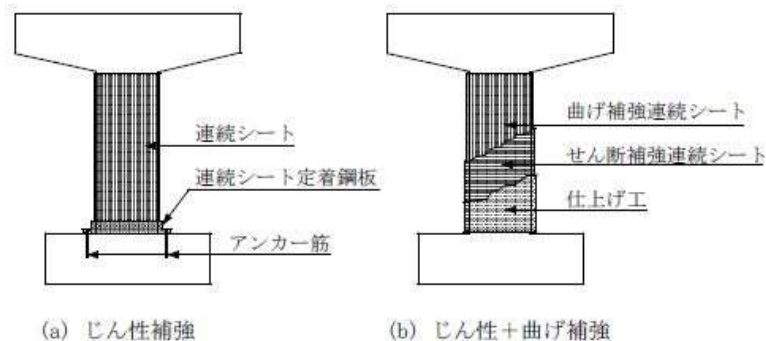 連続シート
連続シート定着鋼板
アンカー筋
(a) じん性補強
曲げ補強連続シート
せん断補強連続シート
仕上げ工
(b) じん性＋曲げ補強